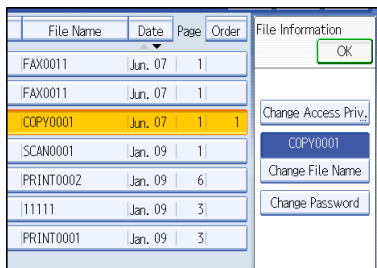 File Name Date Page Order
FAX0011 Jun. 07 1
FAX0011 Jun. 07 1
COPY0001 Jun. 07 1 1
SCAN0001 Jan. 09 1
PRINT0002 Jan. 09 6
11111 Jan. 09 3
PRINT0001 Jan. 09 3
File Information
OK
Change Access Priv.
COPY0001
Change File Name
Change Password